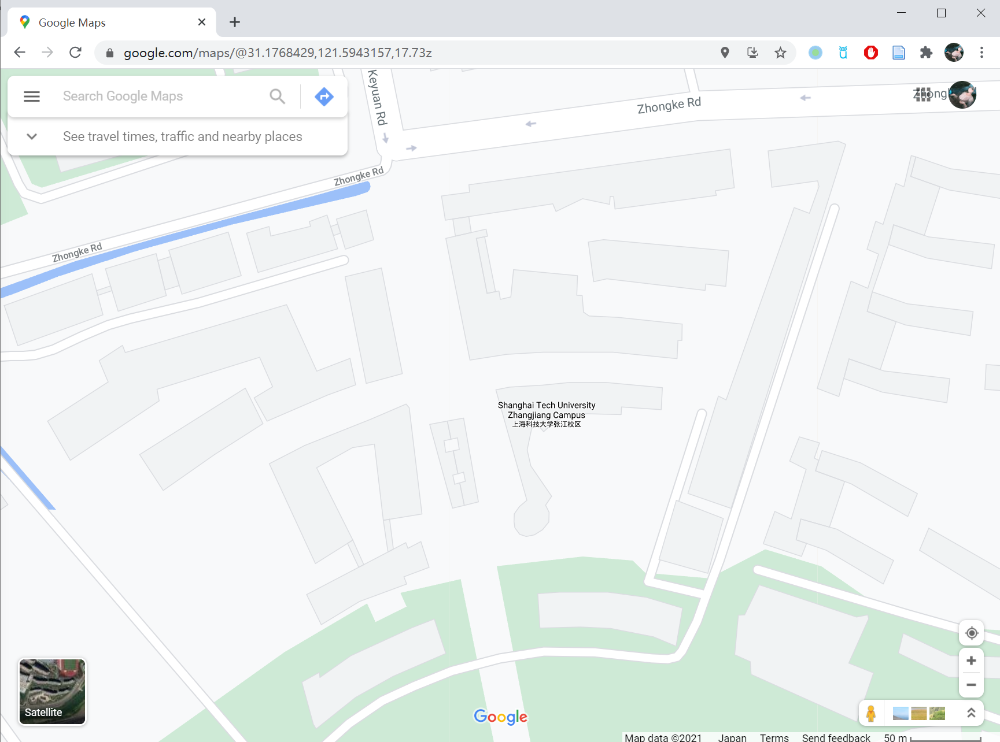 Google Maps
google.com/maps/@31.1768429,121.5943157,17.73z
Search Google Maps
See travel times, traffic and nearby places
Keyuan Rd
Zhongke Rd
Zhong
Zhongke Rd
Zhongke Rd
Shanghai Tech University
Zhangjiang Campus
上海科技大学张江校区
Satellite
Google
Map data ©2021 Japan Terms Send feedback 50 m